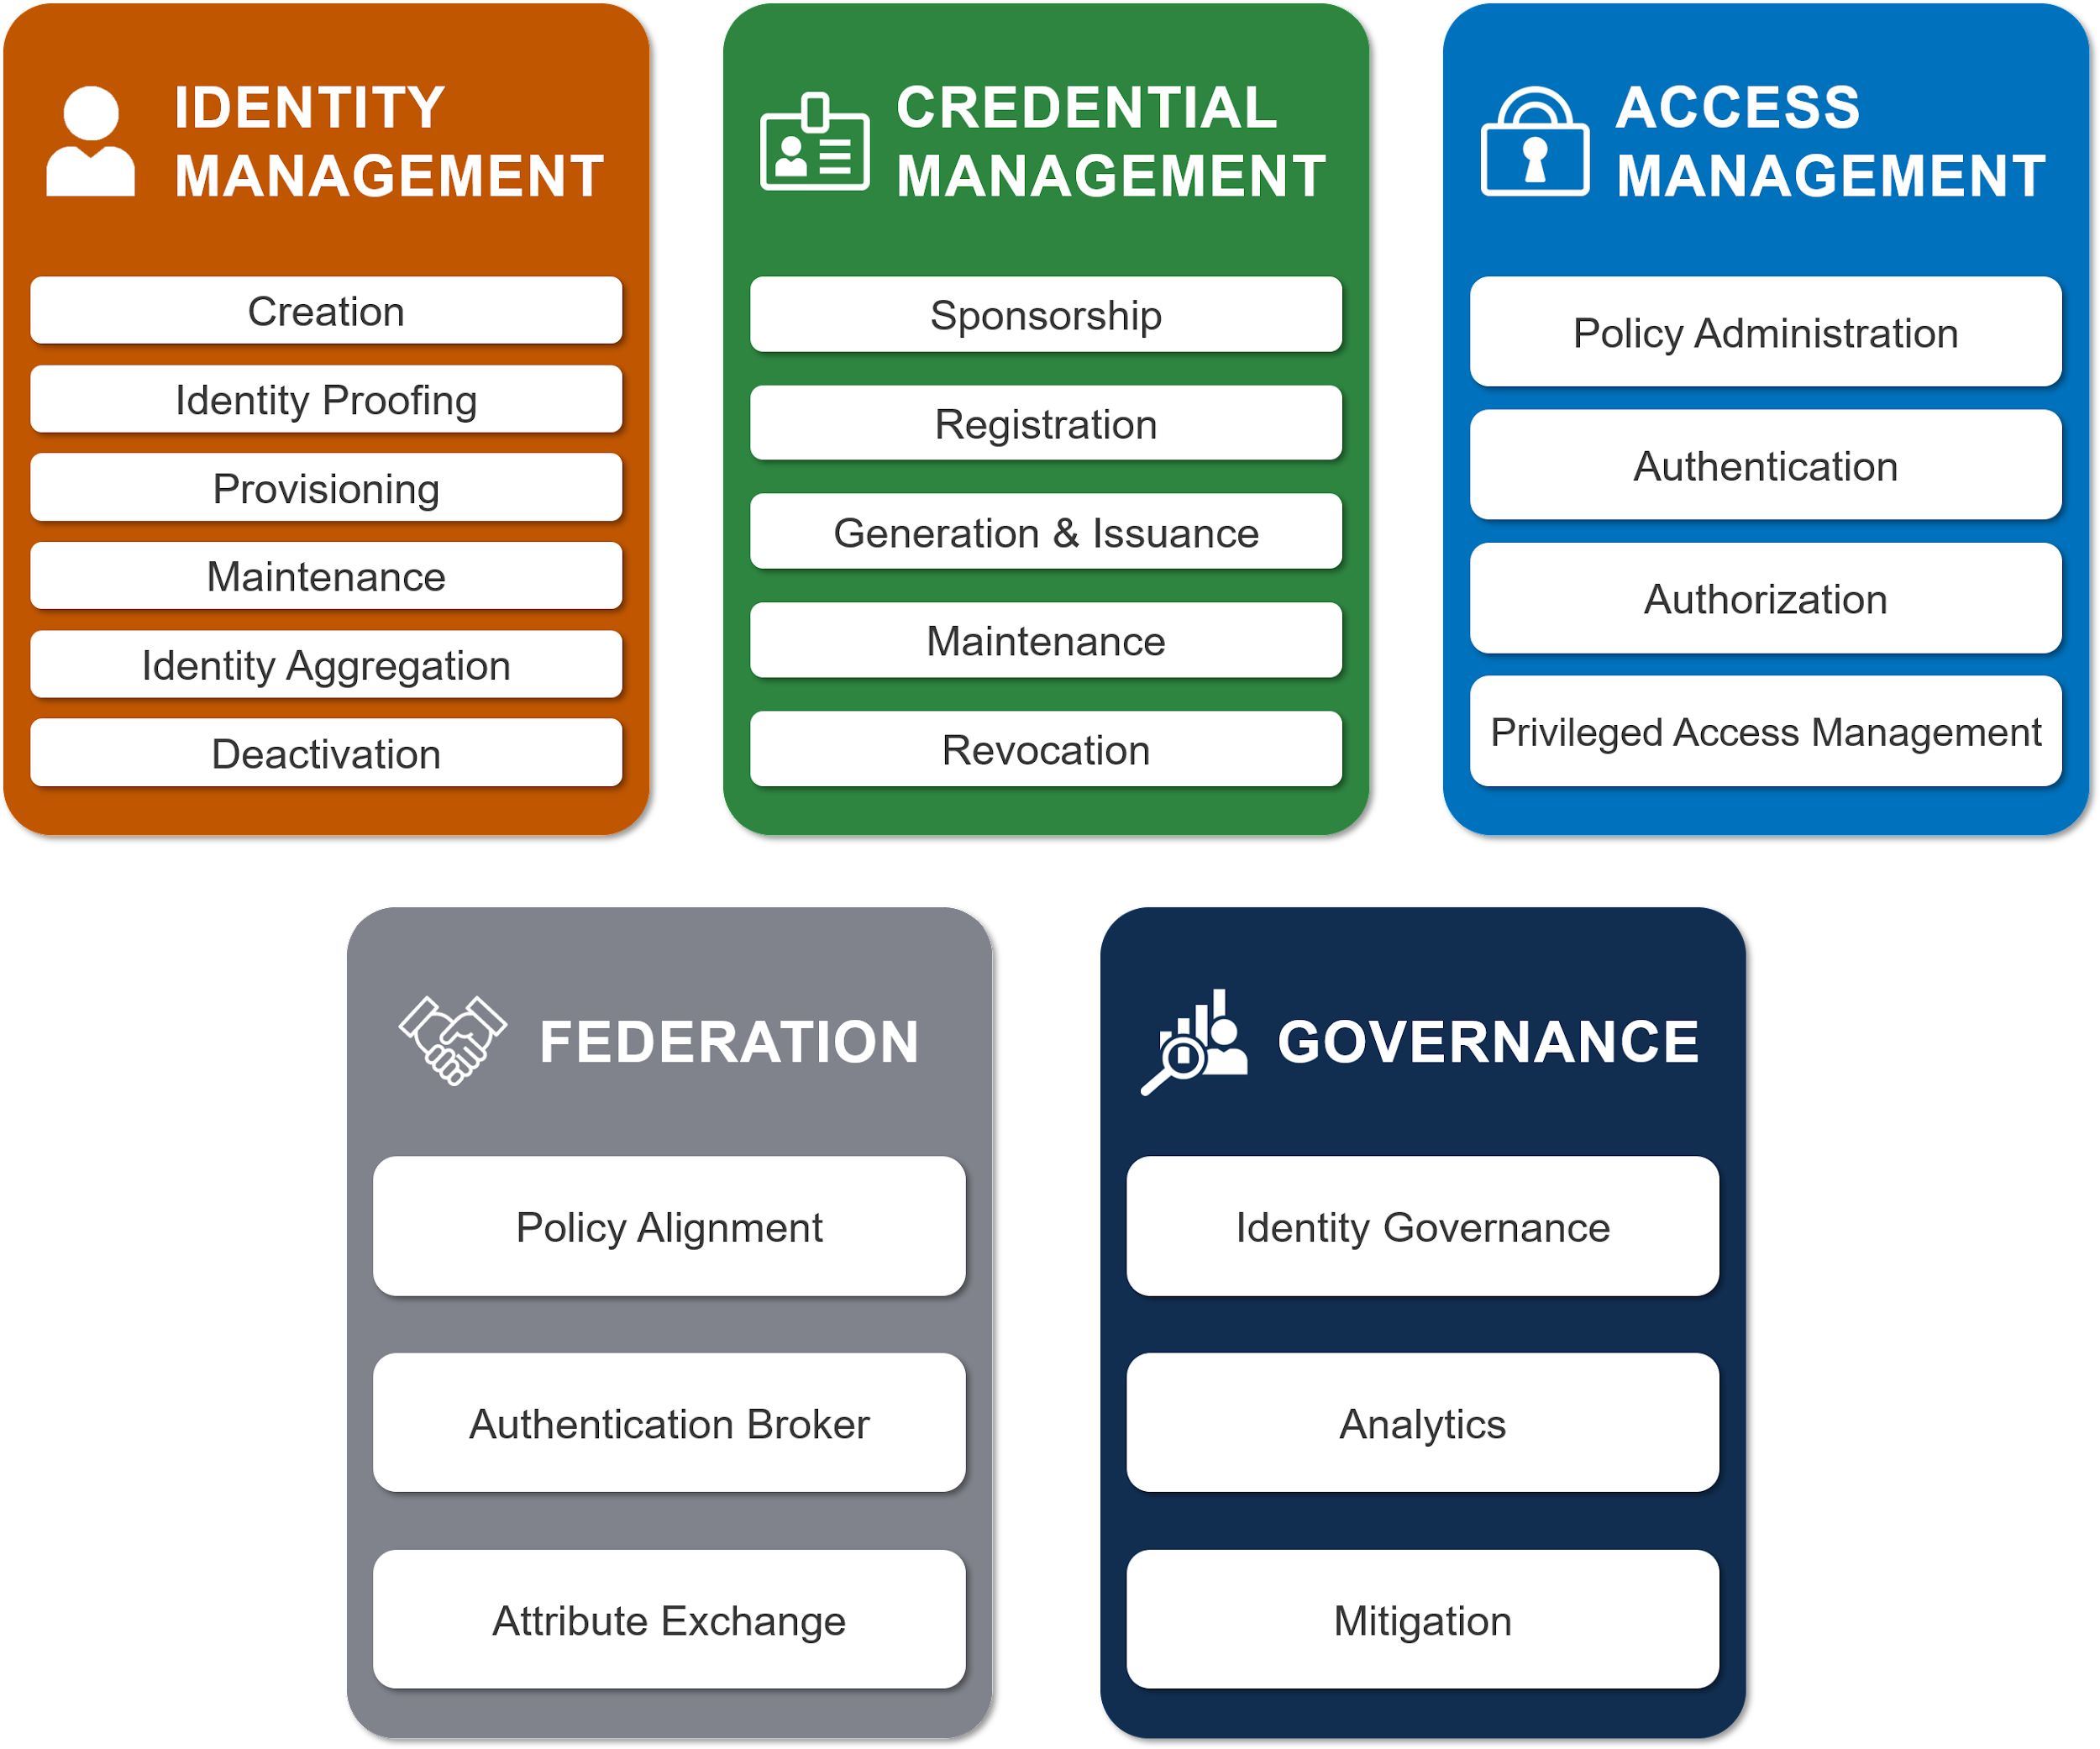 IDENTITY
MANAGEMENT
Creation
Identity Proofing
Provisioning
Maintenance
Identity Aggregation
Deactivation
CREDENTIAL
MANAGEMENT
Sponsorship
Registration
Generation & Issuance
Maintenance
Revocation
ACCESS
MANAGEMENT
Policy Administration
Authentication
Authorization
Privileged Access Management
FEDERATION
Policy Alignment
Authentication Broker
Attribute Exchange
GOVERNANCE
Identity Governance
Analytics
Mitigation